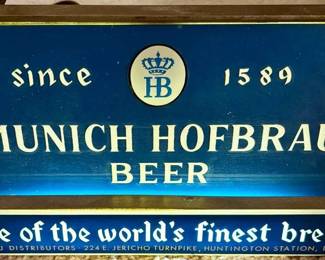 since HB 1589
MUNICH HOFBRAU
BEER
e of the world's finest bre
DISTRIBUTORS · 224 E. JERICHO TURNPIKE, HUNTINGTON STATION,